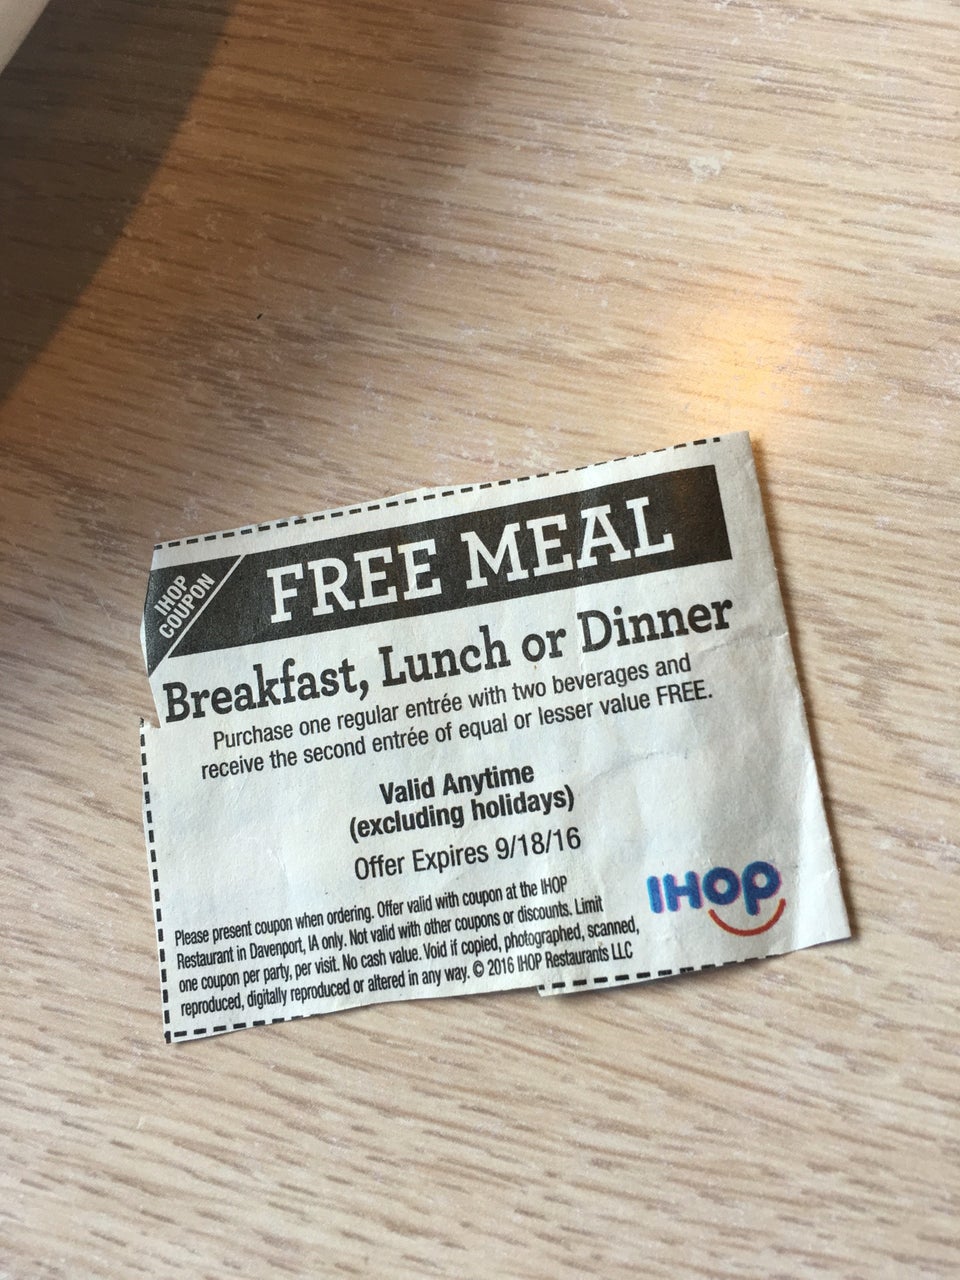 IHOP
COUPON
FREE MEAL
Breakfast, Lunch or Dinner
Purchase one regular entrée with two beverages and
receive the second entrée of equal or lesser value FREE.
Valid Anytime
(excluding holidays)
Offer Expires 9/18/16
Please present coupon when ordering. Offer valid with coupon at the IHOP
Restaurant in Davenport, IA only. Not valid with other coupons or discounts. Limit
one coupon per party, per visit. No cash value. Void if copied, photographed, scanned,
reproduced, digitally reproduced or altered in any way. © 2016 IHOP Restaurants LLC
IHOP